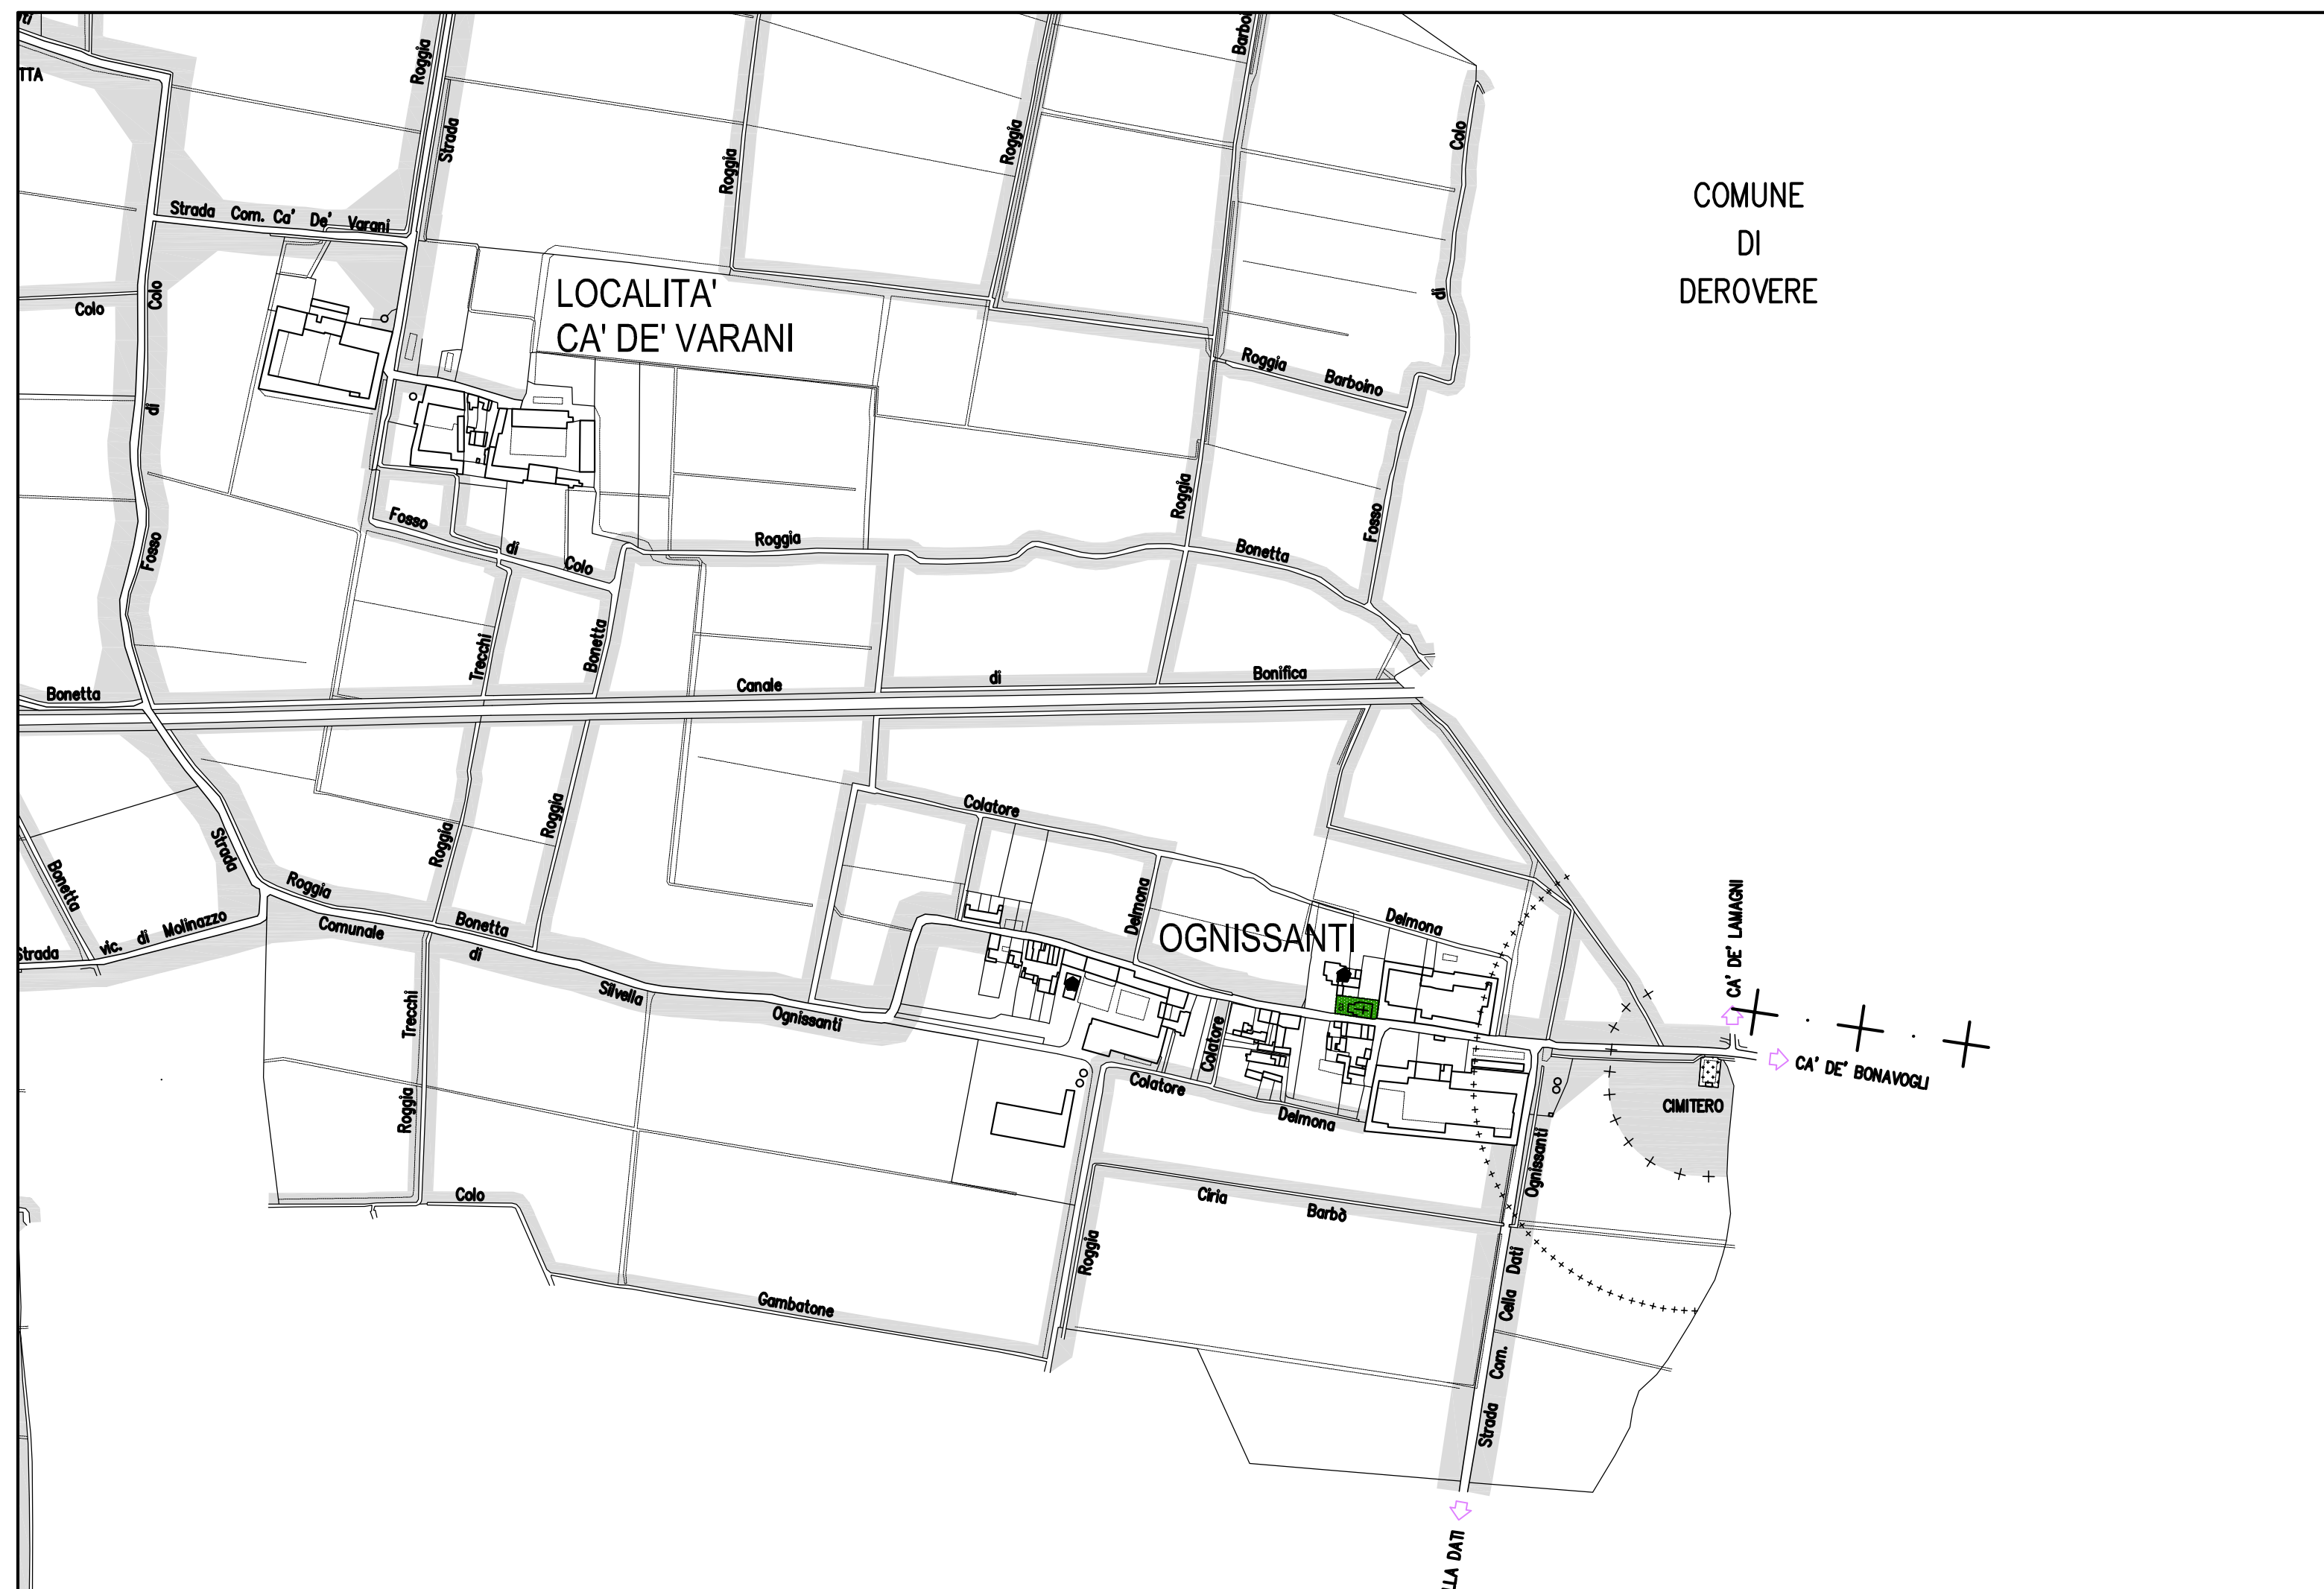 TTA
Roggia
Strada
Roggia
Roggia
Colo
di
COMUNE
DI
DEROVERE
Strada Com. Ca' De' Varani
Colo
Colo
di
Fosso
LOCALITA'
CA' DE' VARANI
Roggia Barboino
Roggia
Fosso
Fosso di Colo
Roggia
Bonetta
Trecchi
Bonetta
Bonetta
Canale di Bonifica
Strada
Roggia
Roggia
Colatore
Bonetta
Roggia Bonetta
Comunale di Silvella Ognissanti
Strada vic. di Molinazzo
Delmona
OGNISSANTI
Delmona
CA' DE' LAMAGNI
CA' DE' BONAVOGLI
CIMITERO
Trecchi
Roggia
Colatore
Colatore
Delmona
Ognissanti
Colo
Ciria Barbò
Roggia
Gambatone
Strada Com. Cella Dati
LLA DATI